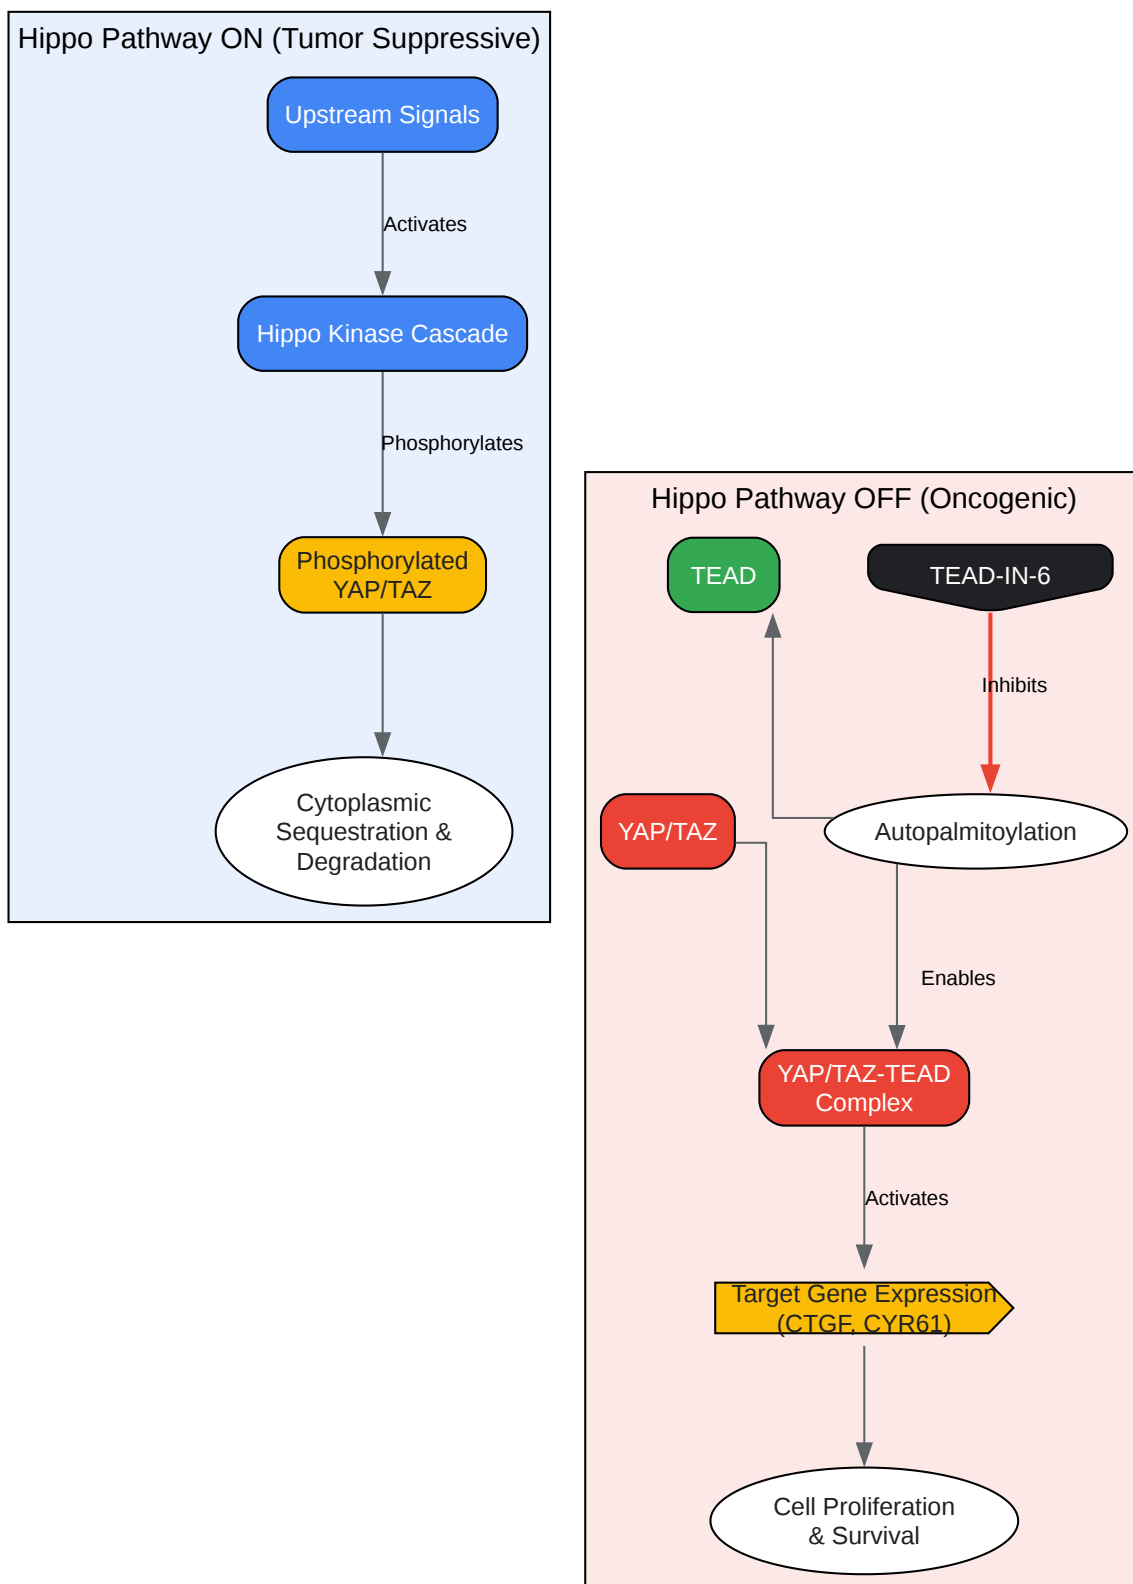 Hippo Pathway ON (Tumor Suppressive)
Upstream Signals
Activates
Hippo Kinase Cascade
Phosphorylates
Phosphorylated
YAP/TAZ
Cytoplasmic
Sequestration &
Degradation
Hippo Pathway OFF (Oncogenic)
TEAD
TEAD-IN-6
Inhibits
YAP/TAZ
Autopalmitoylation
Enables
YAP/TAZ-TEAD
Complex
Activates
Target Gene Expression
(CTGF, CYR61)
Cell Proliferation
& Survival